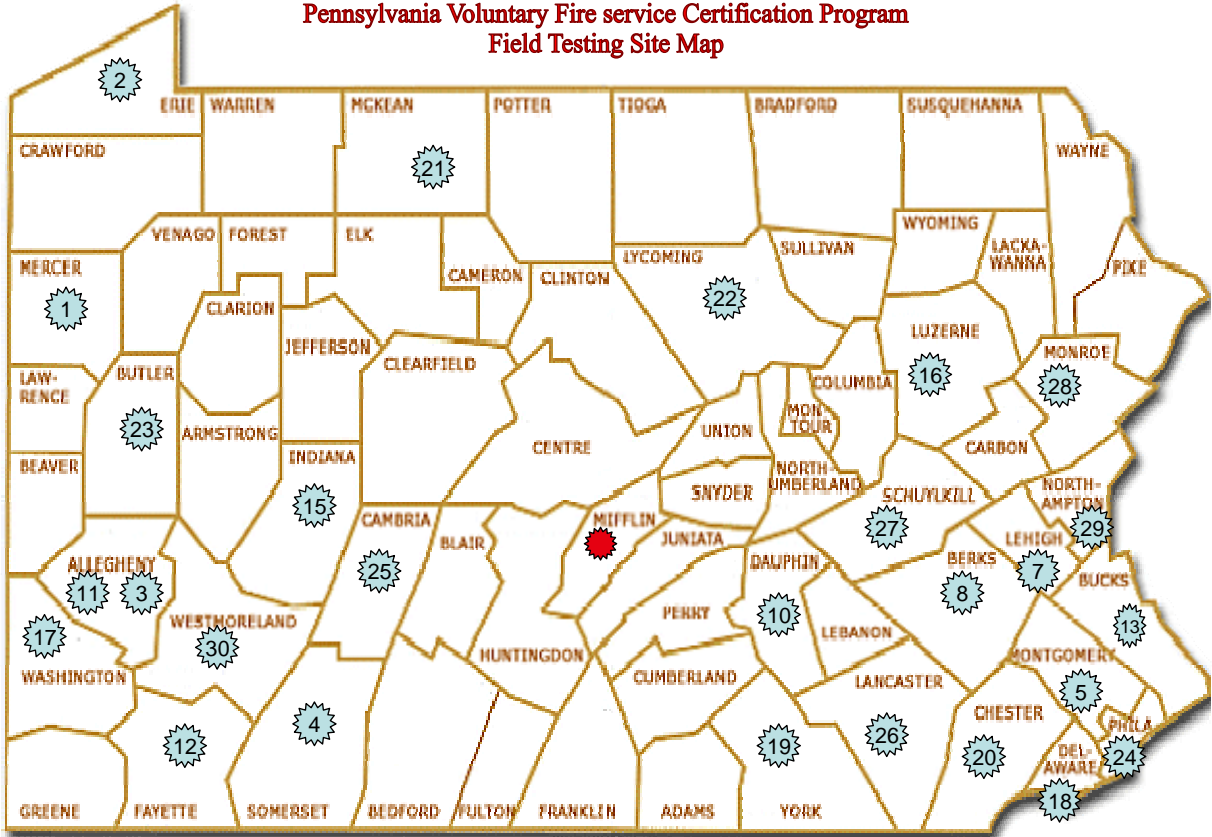 Pennsylvania Voluntary Fire service Certification Program
Field Testing Site Map
2
ERIE
WARREN
MCKEAN
POTTER
TIOGA
BRADFORD
SUSQUEHANNA
CRAWFORD
21
WAYNE
VENAGO
FOREST
ELK
CAMERON
CLINTON
LYCOMING
SULLIVAN
WYOMING
LACKA-
WANNA
PIKE
MERCER
1
CLARION
22
JEFFERSON
CLEARFIELD
LUZERNE
16
MONROE
28
LAW-
RENCE
BUTLER
23
ARMSTRONG
COLUMBIA
MON
TOUR
UNION
CENTRE
CARBON
BEAVER
INDIANA
15
SNYDER
NORTH-
UMBERLAND
SCHUYLKILL
27
NORTH-
AMPTON
29
CAMBRIA
25
BLAIR
MIFFLIN
JUNIATA
DAUPHIN
10
BERKS
8
LEHIGH
7
BUCKS
13
ALLEGHENY
11
3
17
WASHINGTON
WESTMORELAND
30
HUNTINGDON
PERRY
LEBANON
CUMBERLAND
LANCASTER
26
MONTGOMERY
5
CHESTER
20
PHILA
24
DEL-
AWARE
18
12
4
19
GREENE
FAYETTE
SOMERSET
BEDFORD
FULTON
FRANKLIN
ADAMS
YORK